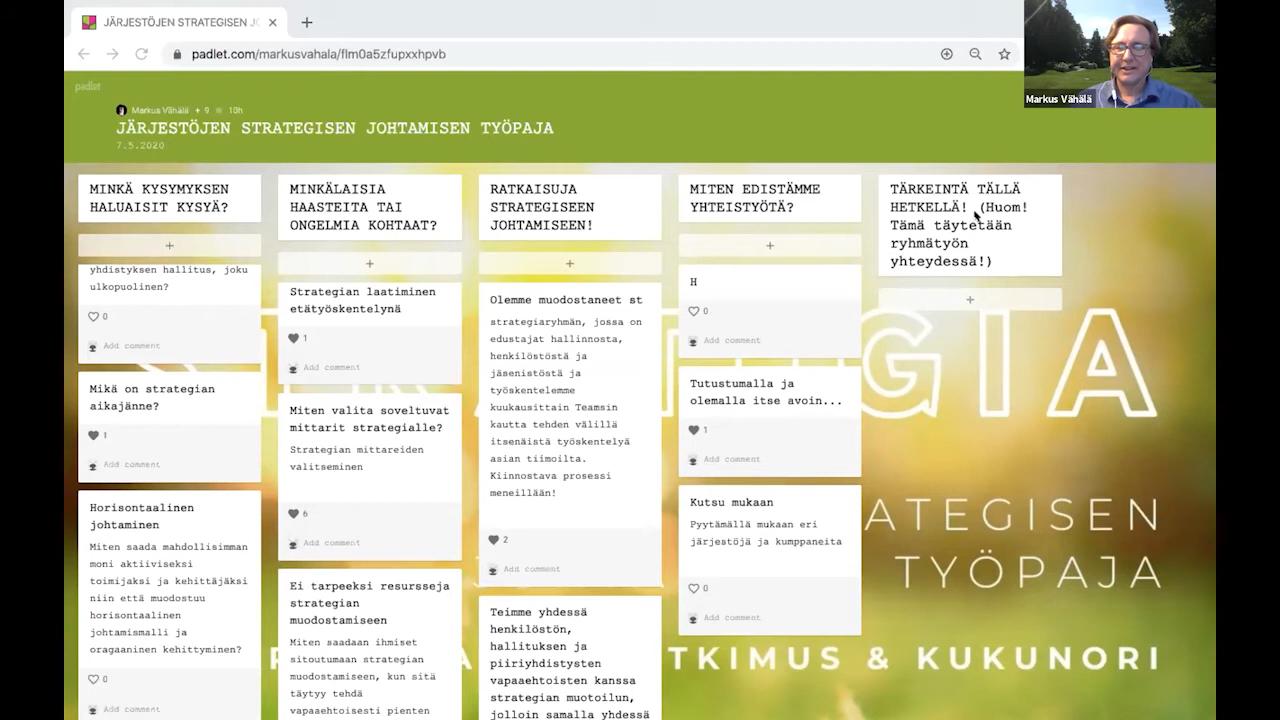 JÄRJESTÖJEN STRATEGISEN JO
padlet.com/markusvahala/flm0a5zfupxxhpvb
Markus Vähälä
padlet
Markus Vähälä + 9 10h
JÄRJESTÖJEN STRATEGISEN JOHTAMISEN TYÖPAJA
7.5.2020
MINKÄ KYSYMYKSEN
HALUAISIT KYSYÄ?
+
yhdistyksen hallitus, joku
ulkopuolinen?
0
Add comment
Mikä on strategian
aikajänne?
1
Add comment
Horisontaalinen
johtaminen
Miten saada mahdollisimman
moni aktiiviseksi
toimijaksi ja kehittäjäksi
niin että muodostuu
horisontaalinen
johtamismalli ja
oragaaninen kehittyminen?
0
Add comment
MINKÄLAISIA
HAASTEITA TAI
ONGELMIA KOHTAAT?
+
Strategian laatiminen
etätyöskentelynä
1
Add comment
Miten valita soveltuvat
mittarit strategialle?
Strategian mittareiden
valitseminen
6
Add comment
Ei tarpeeksi resursseja
strategian
muodostamiseen
Miten saadaan ihmiset
sitoutumaan strategian
muodostamiseen, kun sitä
täytyy tehdä
vapaaehtoisesti pienten
RATKAISUJA
STRATEGISEEN
JOHTAMISEEN!
+
Olemme muodostaneet st
strategiaryhmän, jossa on
edustajat hallinnosta,
henkilöstöstä ja
jäsenistöstä ja
työskentelemme
kuukausittain Teamsin
kautta tehden välillä
itsenäistä työskentelyä
asian tiimoilta.
Kiinnostava prosessi
meneillään!
2
Add comment
Teimme yhdessä
henkilöstön,
hallituksen ja
piiriyhdistysten
vapaaehtoisten kanssa
strategian muotoilun,
jolloin samalla yhdessä
MITEN EDISTÄMME
YHTEISTYÖTÄ?
+
H
0
Add comment
Tutustumalla ja
olemalla itse avoin...
1
Add comment
Kutsu mukaan
Pyytämällä mukaan eri
järjestöjä ja kumppaneita
0
Add comment
TÄRKEINTÄ TÄLLÄ
HETKELLÄ! (Huom!
Tämä täytetään
ryhmätyön
yhteydessä!)
+
GIA
ATEGISEN
TYÖPAJA
TKIMUS & KUKUNORI